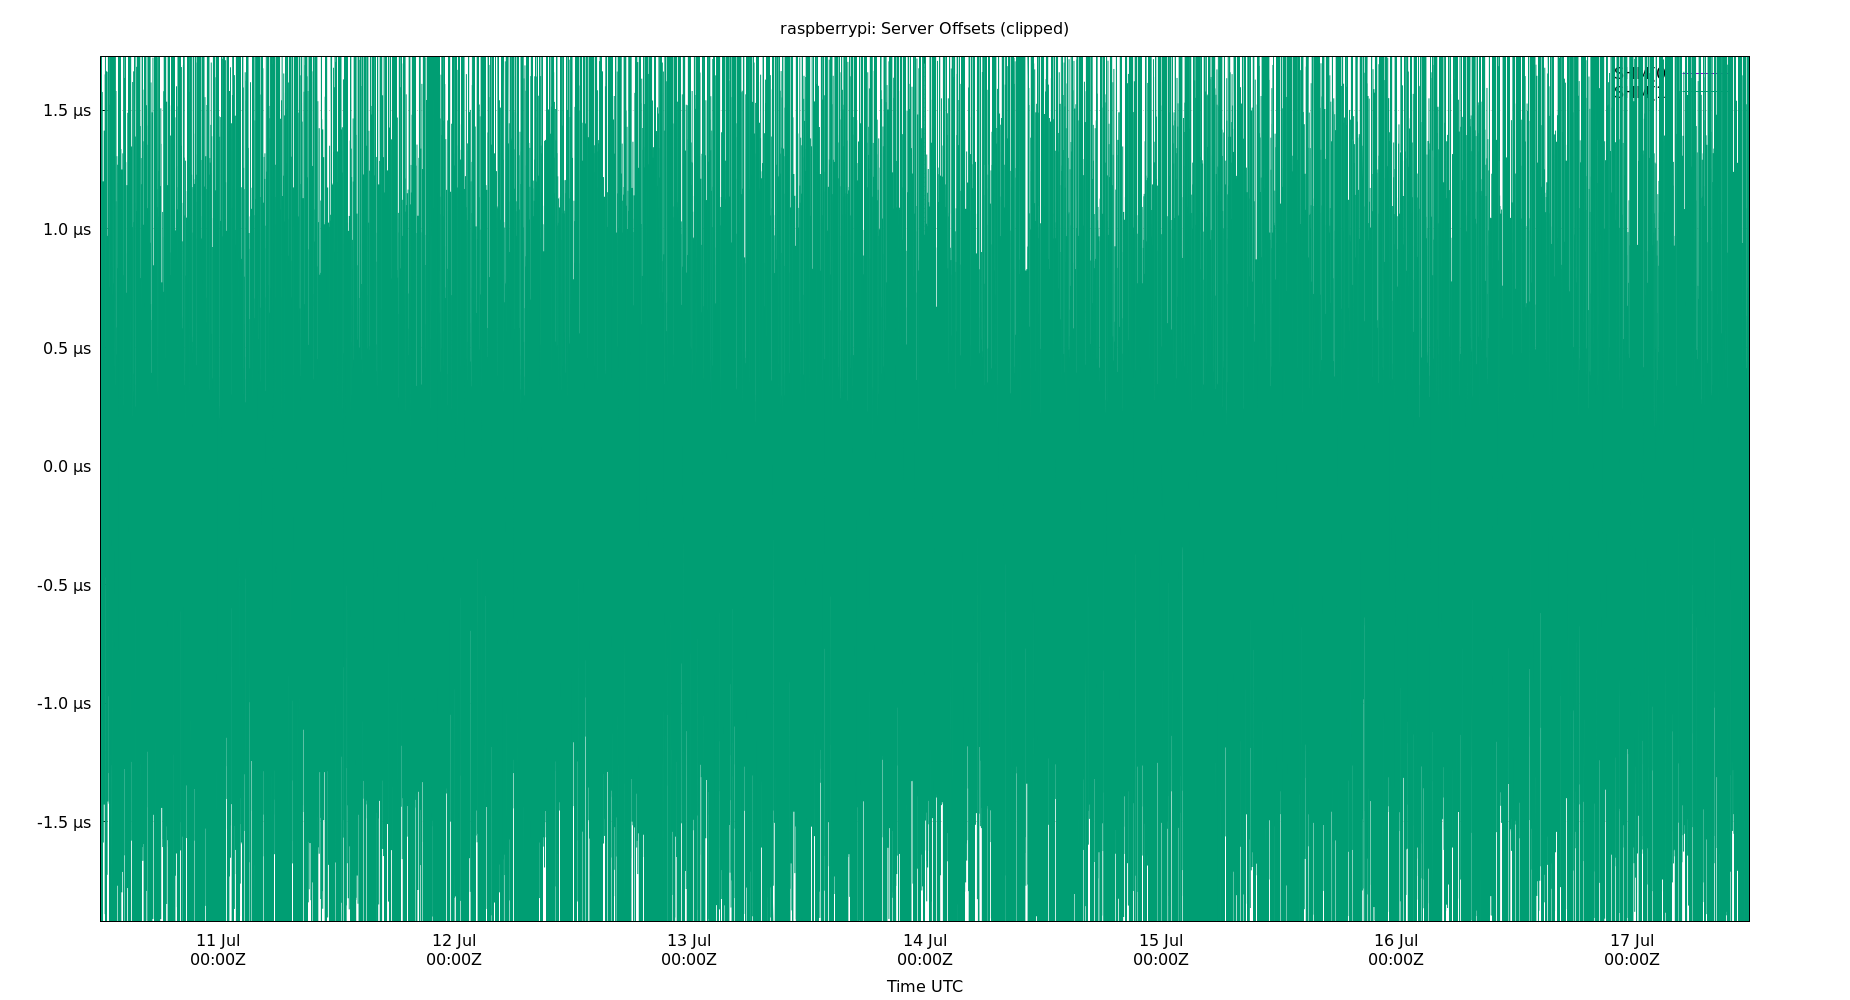 raspberrypi: Server Offsets (clipped)
1.5 µs
1.0 µs
0.5 µs
0.0 µs
-0.5 µs
-1.0 µs
-1.5 µs
11 Jul
00:00Z
12 Jul
00:00Z
13 Jul
00:00Z
14 Jul
00:00Z
15 Jul
00:00Z
16 Jul
00:00Z
17 Jul
00:00Z
Time UTC